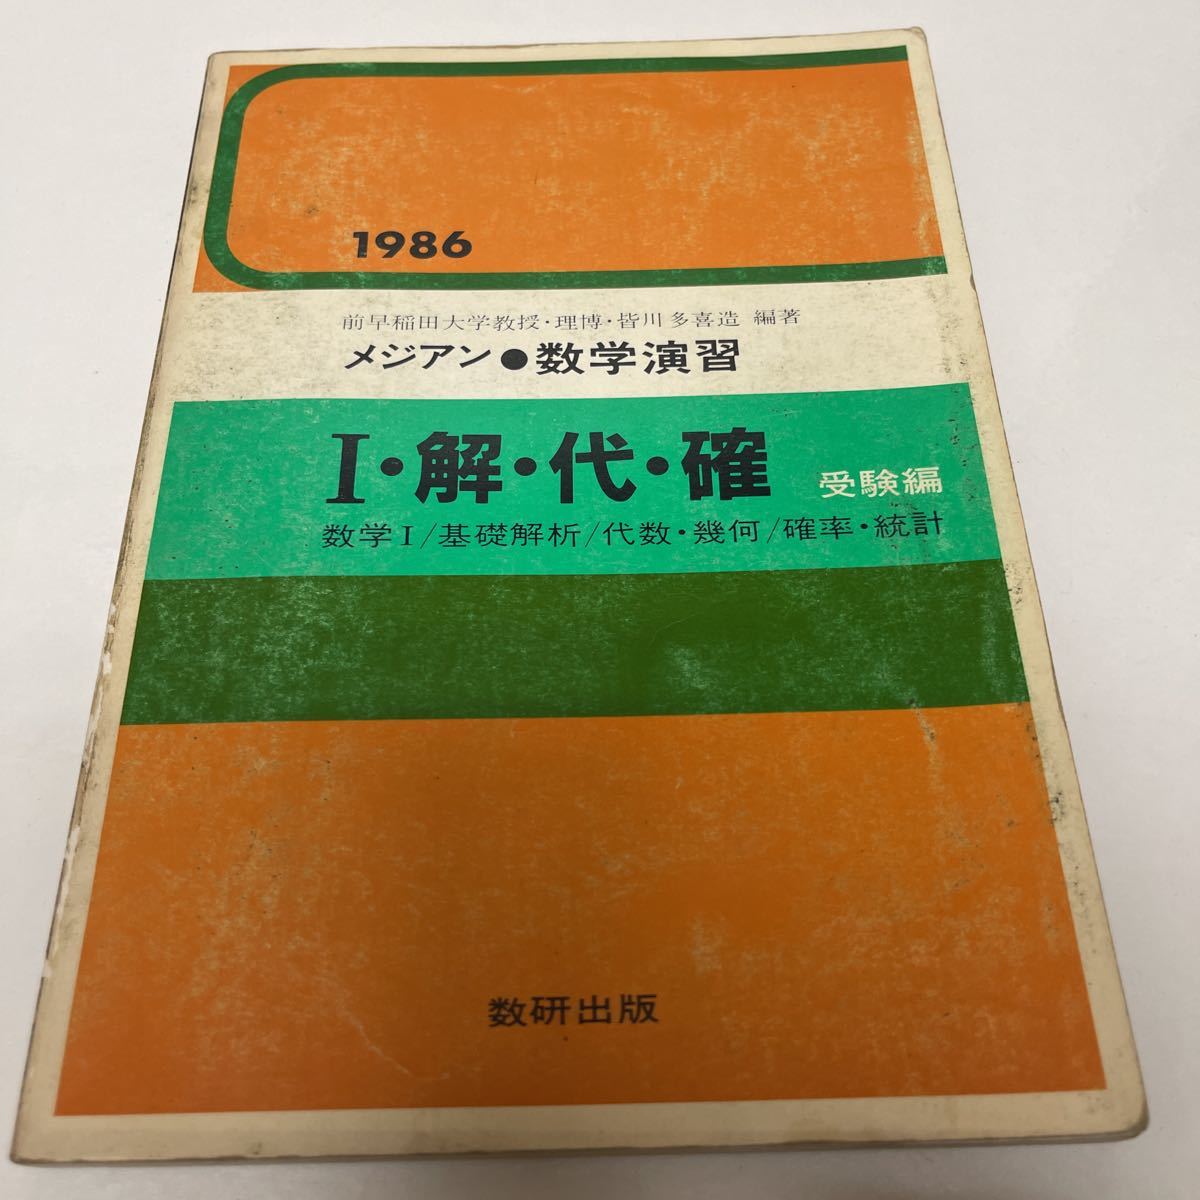 1986
前早稲田大学教授・理博・皆川多喜造 編著
メジアン●数学演習
I・解・代・確 受験編
数学I/基礎解析/代数・幾何/確率・統計
数研出版